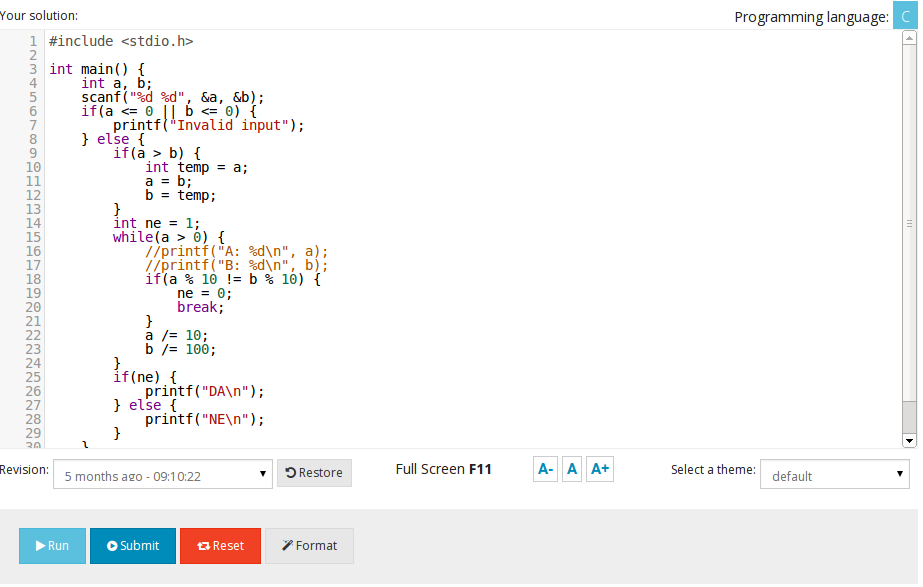 Your solution:
Programming language: C
1 #include <stdio.h>
2
3 int main() {
4     int a, b;
5     scanf("%d %d", &a, &b);
6     if(a <= 0 || b <= 0) {
7         printf("Invalid input");
8     } else {
9         if(a > b) {
10             int temp = a;
11             a = b;
12             b = temp;
13         }
14         int ne = 1;
15         while(a > 0) {
16             //printf("A: %d\n", a);
17             //printf("B: %d\n", b);
18             if(a % 10 != b % 10) {
19                 ne = 0;
20                 break;
21             }
22             a /= 10;
23             b /= 100;
24         }
25         if(ne) {
26             printf("DA\n");
27         } else {
28             printf("NE\n");
29         }
30     }
Revision: 5 months ago - 09:10:22 Restore Full Screen F11 A- A A+ Select a theme: default
Run Submit Reset Format